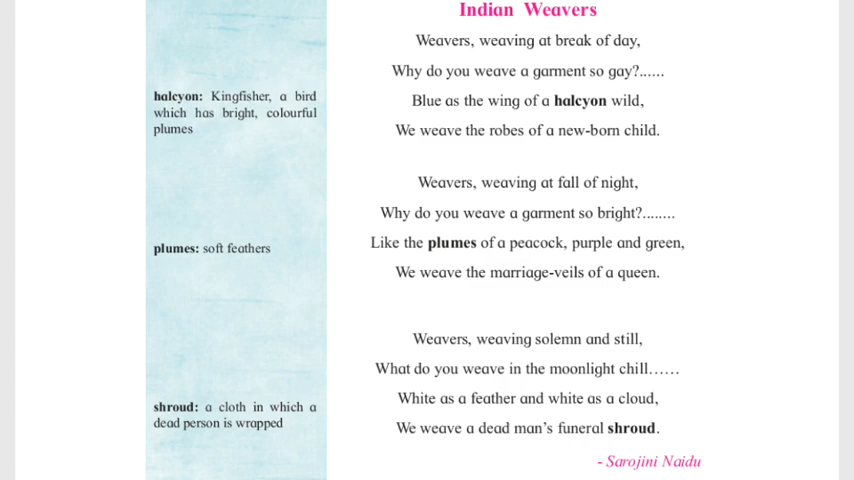 Indian Weavers
Weavers, weaving at break of day,
Why do you weave a garment so gay?......
Blue as the wing of a halcyon wild,
We weave the robes of a new-born child.
halcyon: Kingfisher, a bird
which has bright, colourful
plumes
Weavers, weaving at fall of night,
Why do you weave a garment so bright?........
Like the plumes of a peacock, purple and green,
We weave the marriage-veils of a queen.
plumes: soft feathers
Weavers, weaving solemn and still,
What do you weave in the moonlight chill……
White as a feather and white as a cloud,
We weave a dead man’s funeral shroud.
shroud: a cloth in which a
dead person is wrapped
- Sarojini Naidu